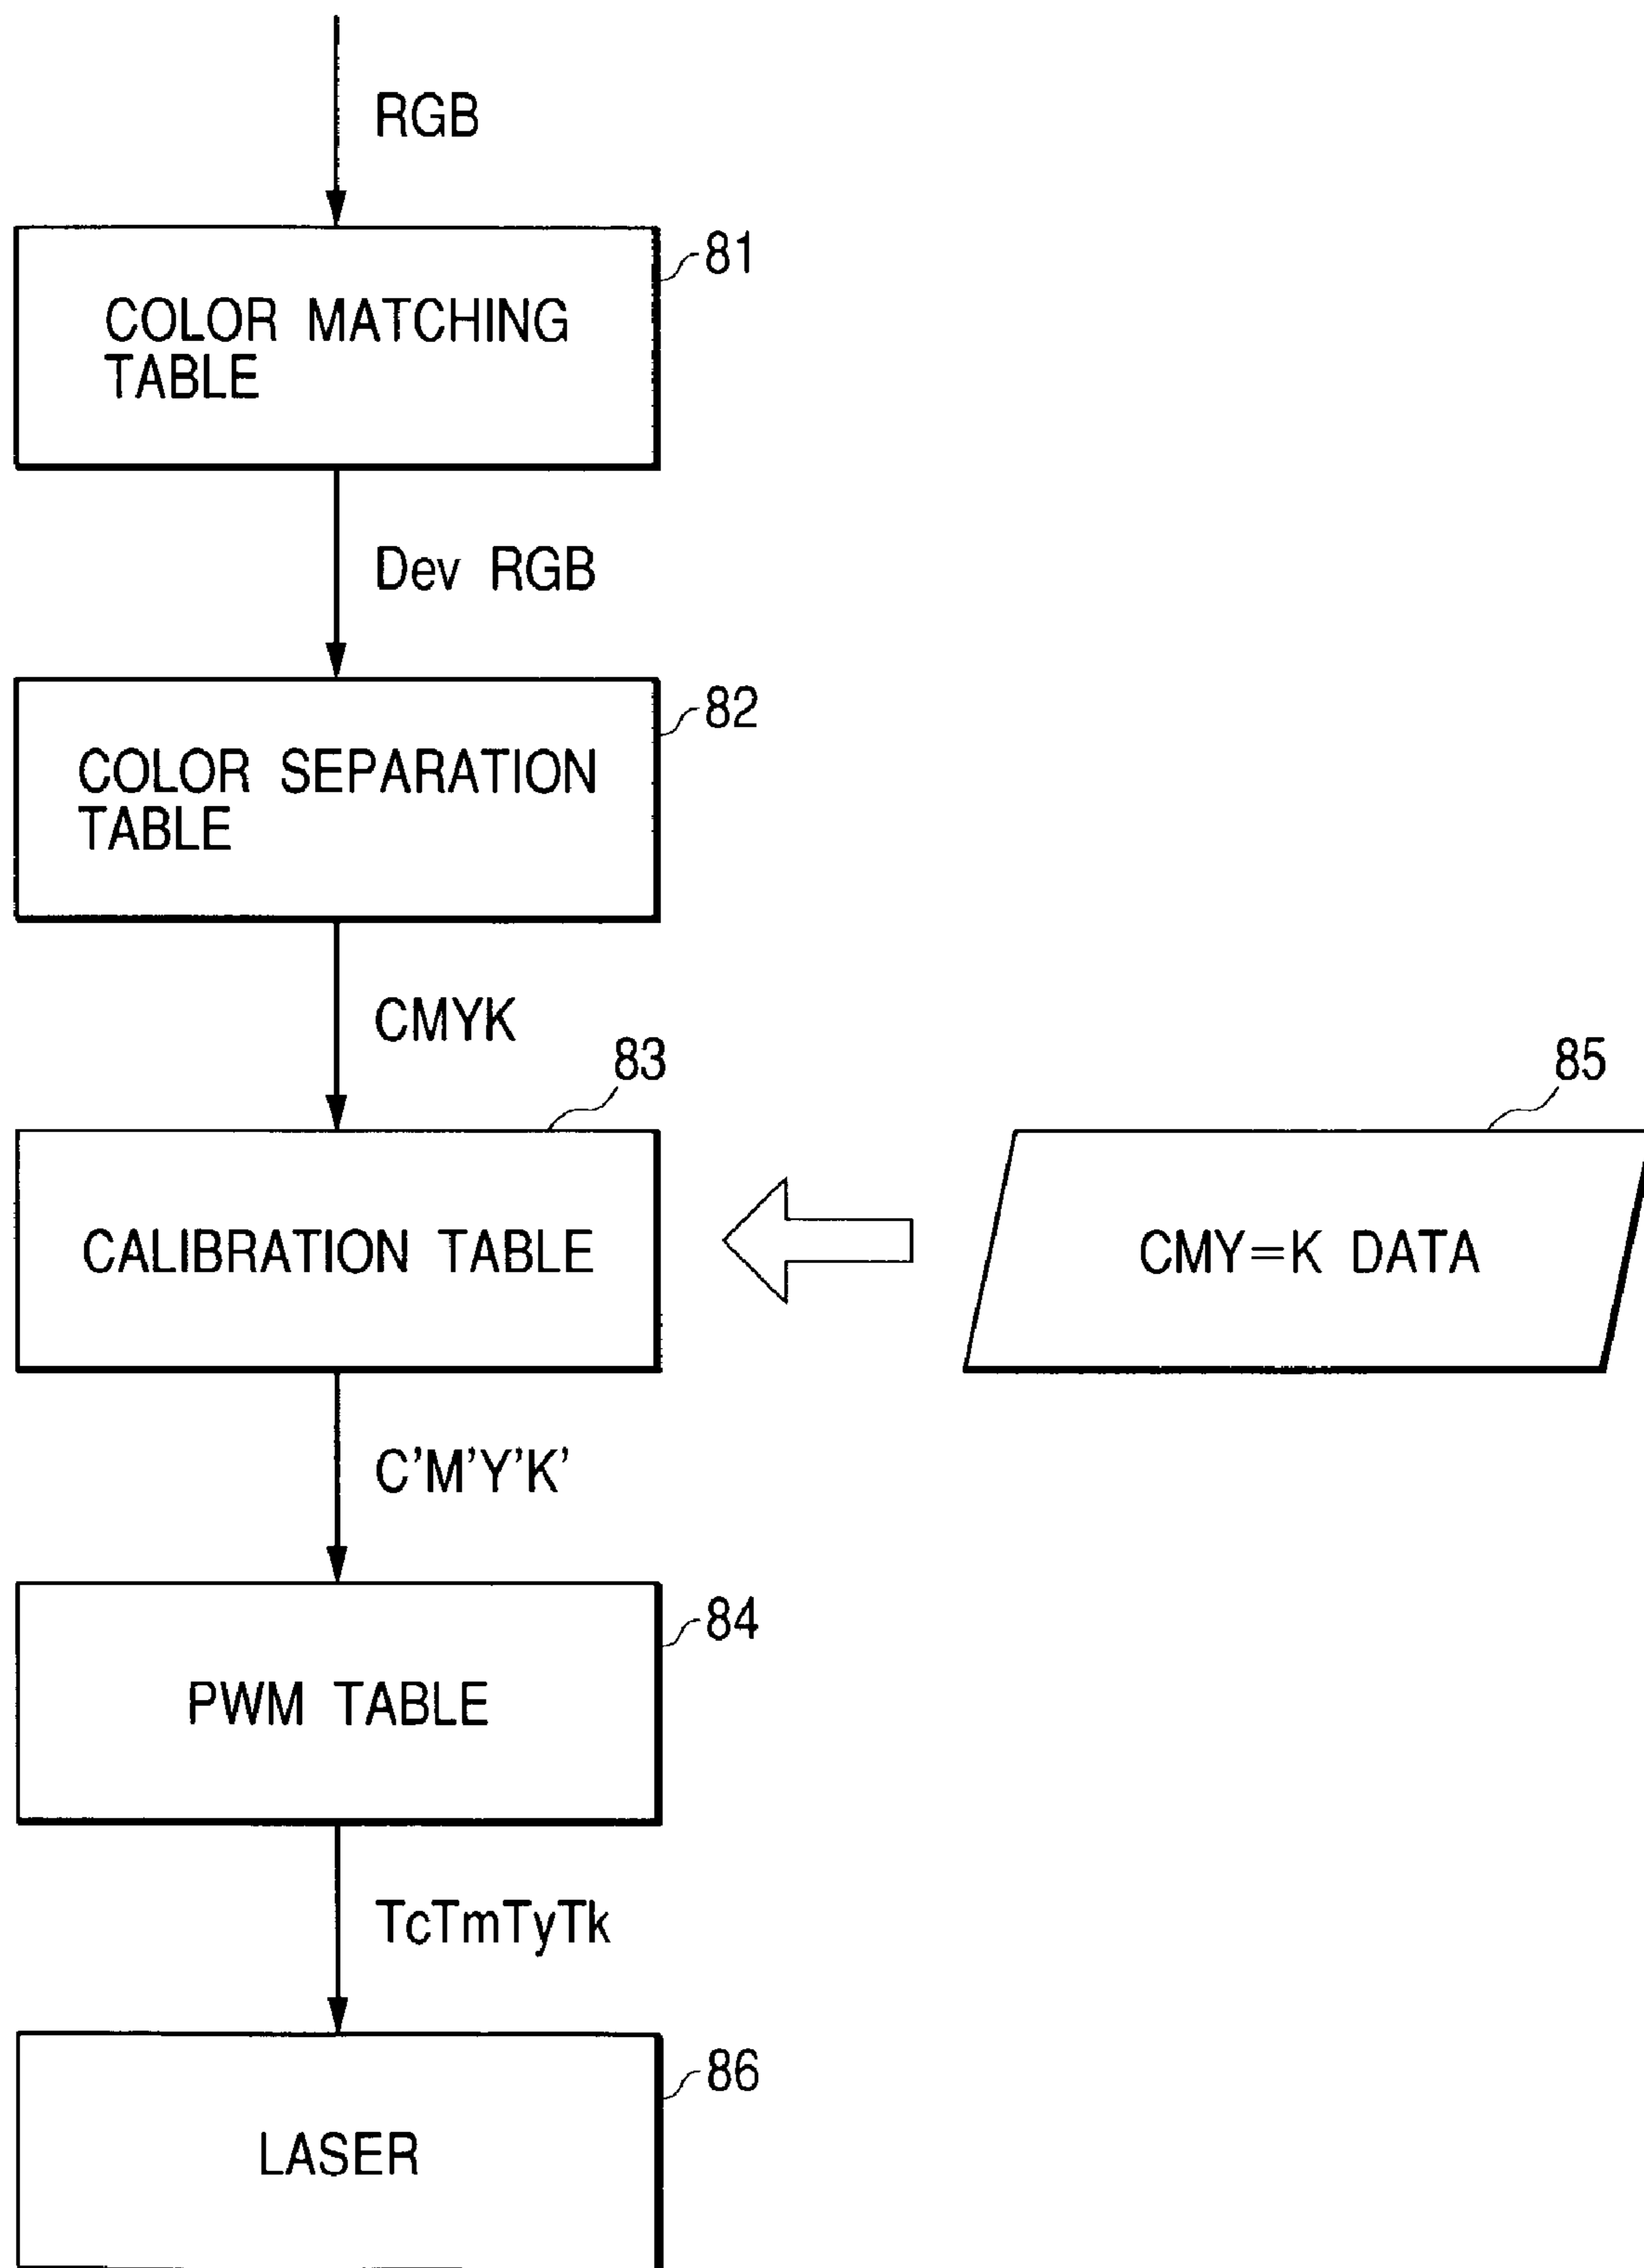 RGB
81
COLOR MATCHING
TABLE
Dev RGB
82
COLOR SEPARATION
TABLE
CMYK
83
85
CALIBRATION TABLE
CMY=K DATA
C'M'Y'K'
84
PWM TABLE
TcTmTyTk
86
LASER